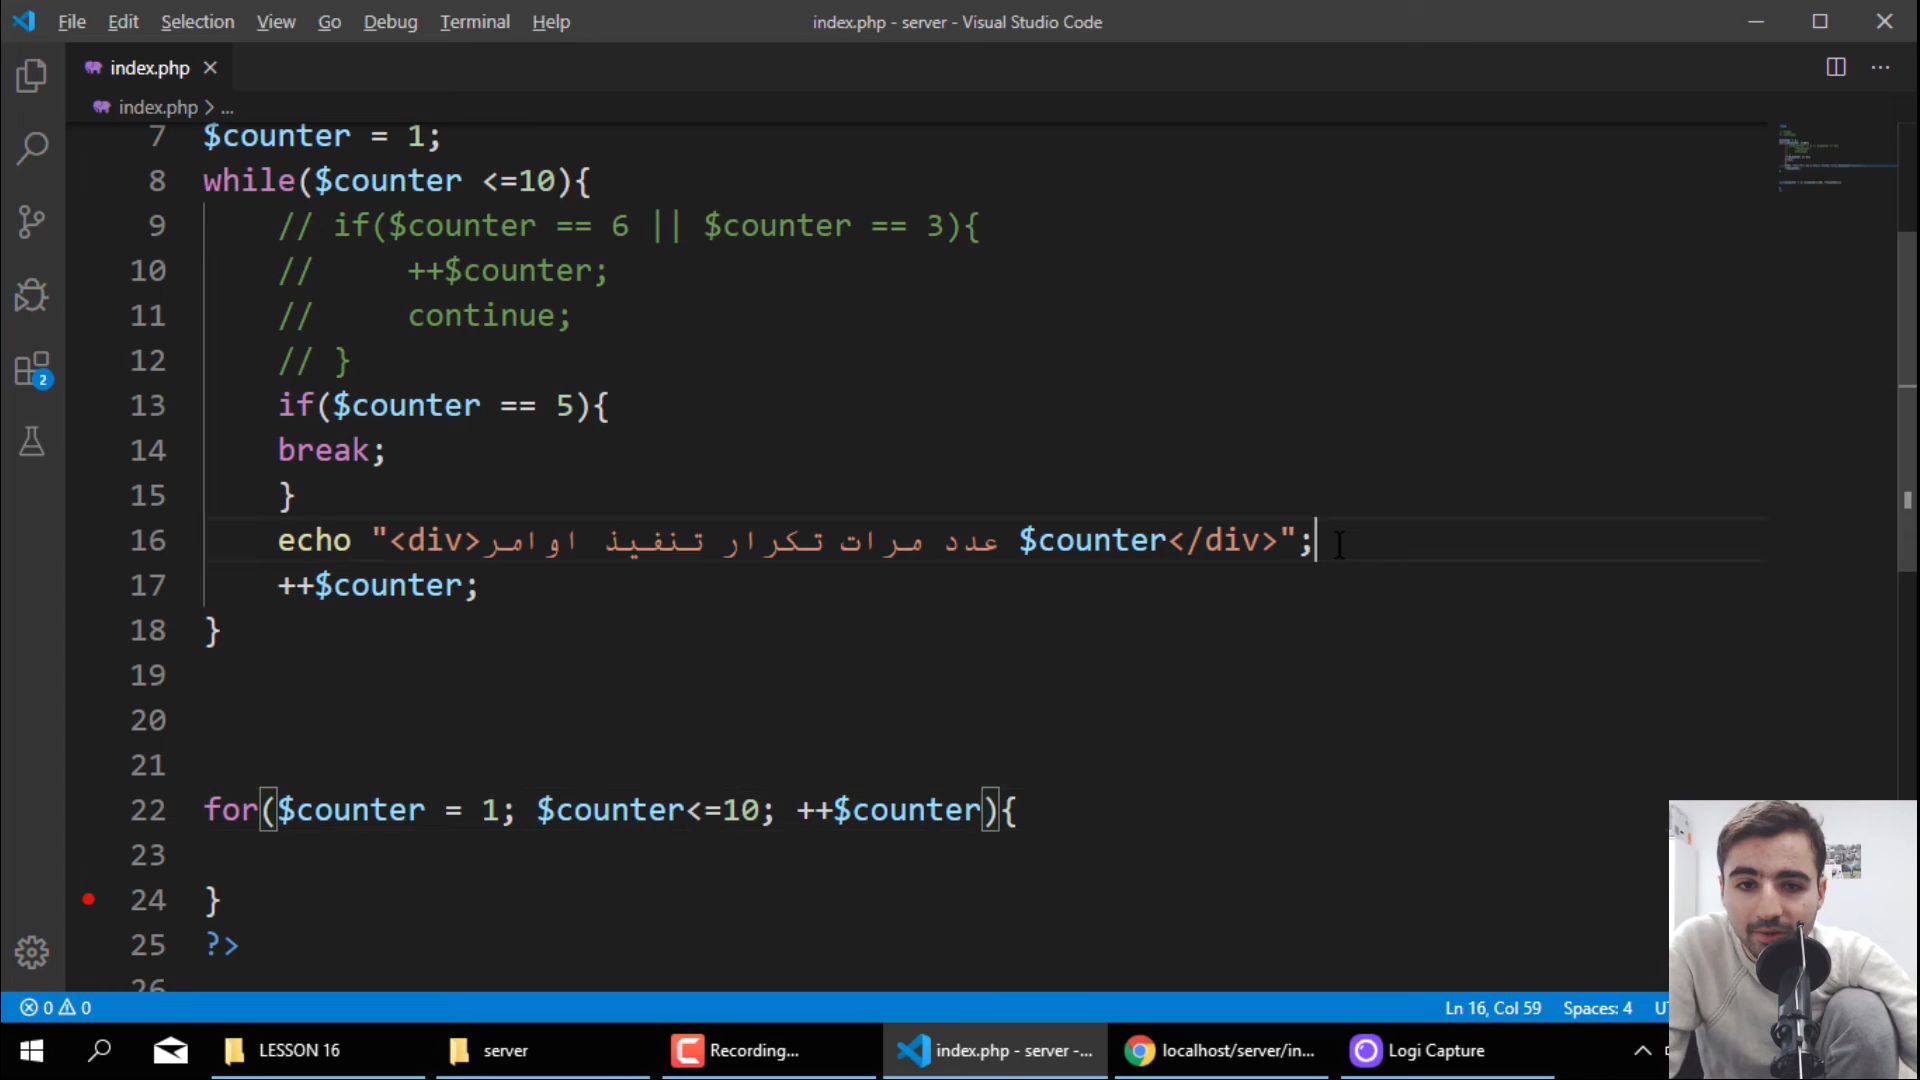 File Edit Selection View Go Debug Terminal Help
index.php - server - Visual Studio Code
index.php
index.php > ...
7 $counter = 1;
8 while($counter <=10){
9 // if($counter == 6 || $counter == 3){
10 //     ++$counter;
11 //     continue;
12 // }
13 if($counter == 5){
14 break;
15 }
16 echo "<div>عدد مرات تكرار تنفيذ اوامر $counter</div>";
17 ++$counter;
18 }
19
20
21
22 for($counter = 1; $counter<=10; ++$counter){
23
24 }
25 ?>
26
2
0 0
Ln 16, Col 59 Spaces: 4
LESSON 16
server
Recording...
index.php - server -...
localhost/server/in...
Logi Capture